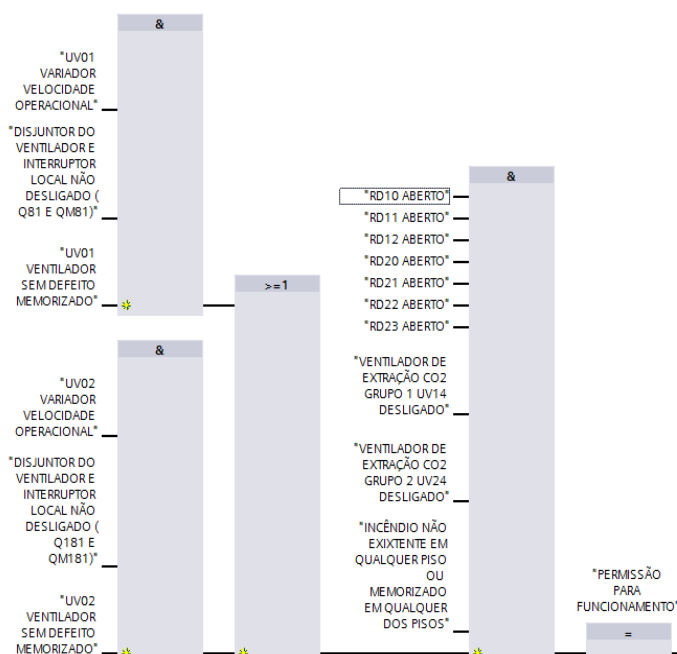 &
"UV01
VARIADOR
VELOCIDADE
OPERACIONAL"
"DISJUNTOR DO
VENTILADOR E
INTERRUPTOR
LOCAL NÃO
DESLIGADO (
Q81 E QM81)"
"UV01
VENTILADOR
SEM DEFEITO
MEMORIZADO"
>=1
&
"UV02
VARIADOR
VELOCIDADE
OPERACIONAL"
"DISJUNTOR DO
VENTILADOR E
INTERRUPTOR
LOCAL NÃO
DESLIGADO (
Q181 E
QM181)"
"UV02
VENTILADOR
SEM DEFEITO
MEMORIZADO"
&
"RD10 ABERTO"
"RD11 ABERTO"
"RD12 ABERTO"
"RD20 ABERTO"
"RD21 ABERTO"
"RD22 ABERTO"
"RD23 ABERTO"
"VENTILADOR DE
EXTRAÇÃO CO2
GRUPO 1 UV14
DESLIGADO"
"VENTILADOR DE
EXTRAÇÃO CO2
GRUPO 2 UV24
DESLIGADO"
"INCÊNDIO NÃO
EXIXTENTE EM
QUALQUER PISO
OU
MEMORIZADO
EM QUALQUER
DOS PISOS"
"PERMISSÃO
PARA
FUNCIONAMENTO"
=